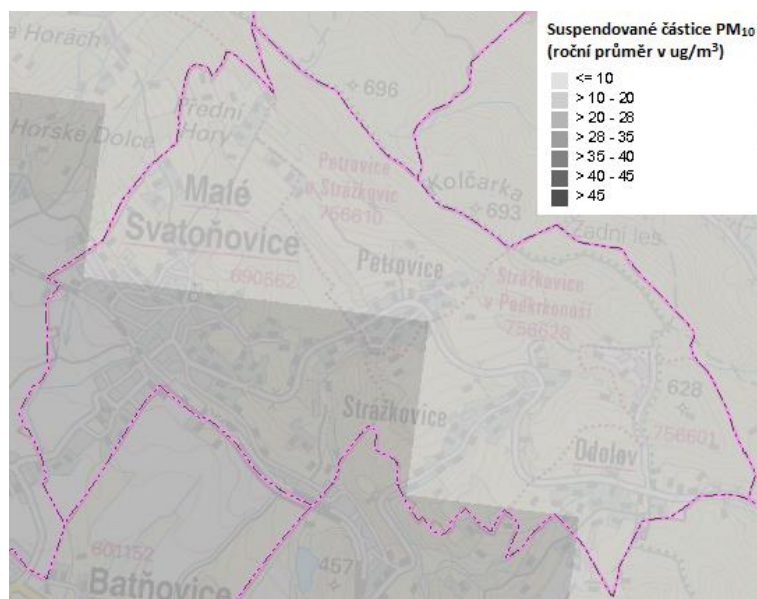 Suspendované částice PM10
(roční průměr v ug/m³)
<= 10
> 10 - 20
> 20 - 28
> 28 - 35
> 35 - 40
> 40 - 45
> 45
a Horách
696
Přední
Hory
Horské Dolce
Petrovice
u Strážkovic
756610
Kolčarka
693
Malé
Svatoňovice
690562
Zadní les
Petrovice
Strážkovice
v Podkrkonoší
756628
628
Strážkovice
756601
Odolov
601152
457
Batňovice